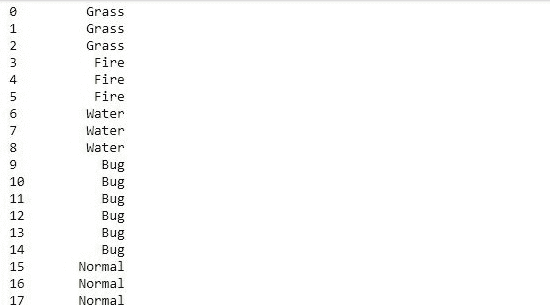 0 Grass
1 Grass
2 Grass
3 Fire
4 Fire
5 Fire
6 Water
7 Water
8 Water
9 Bug
10 Bug
11 Bug
12 Bug
13 Bug
14 Bug
15 Normal
16 Normal
17 Normal